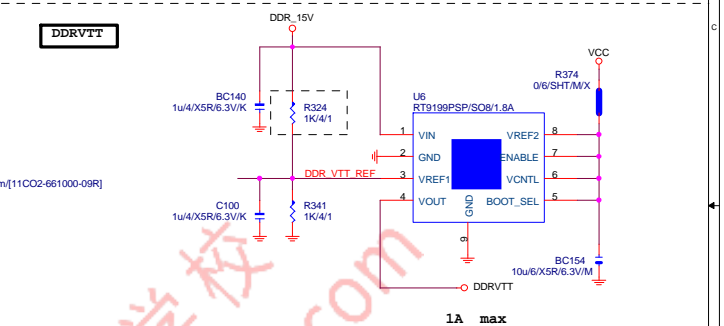 DDRVTT
DDR_15V
C
VCC
R374
0/6/SHT/M/X
BC140
1u/4/X5R/6.3V/K
R324
1K/4/1
U6
RT9199PSP/SO8/1.8A
1
VIN
VREF2
8
2
GND
ENABLE
7
DDR_VTT_REF
3
VREF1
VCNTL
6
4
VOUT
BOOT_SEL
5
GND
9
m/[11CO2-661000-09R]
C100
1u/4/X5R/6.3V/K
R341
1K/4/1
BC154
10u/6/X5R/6.3V/M
DDRVTT
1A max
学校
com